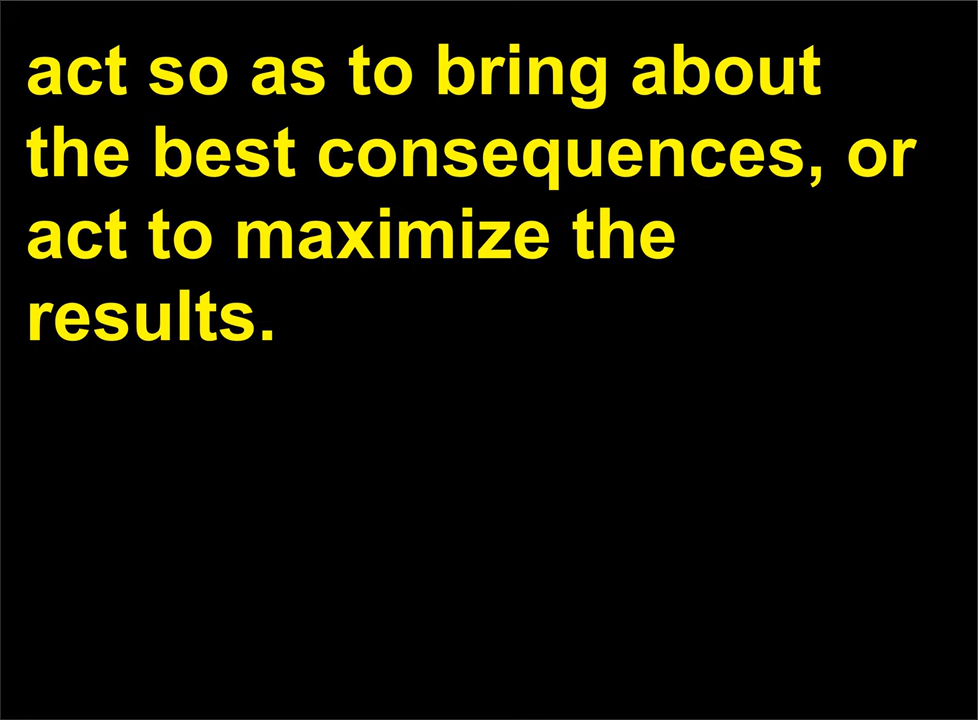 act so as to bring about
the best consequences, or
act to maximize the
results.